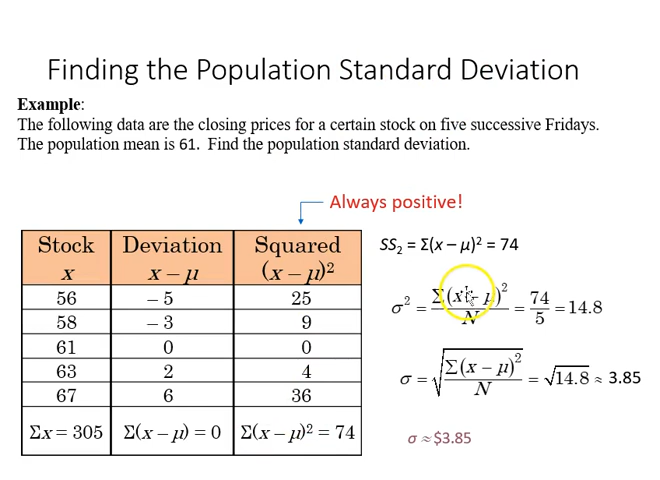 Finding the Population Standard Deviation
Example:
The following data are the closing prices for a certain stock on five successive Fridays.
The population mean is 61. Find the population standard deviation.
Always positive!
Stock x | Deviation x – μ | Squared (x – μ)²
56 | – 5 | 25
58 | – 3 | 9
61 | 0 | 0
63 | 2 | 4
67 | 6 | 36
Σx = 305 | Σ(x – μ) = 0 | Σ(x – μ)² = 74
SS₂ = Σ(x – μ)² = 74
σ² = Σ(x – μ)² / N = 74 / 5 = 14.8
σ = √(Σ(x – μ)² / N) = √14.8 ≈ 3.85
σ ≈ $3.85